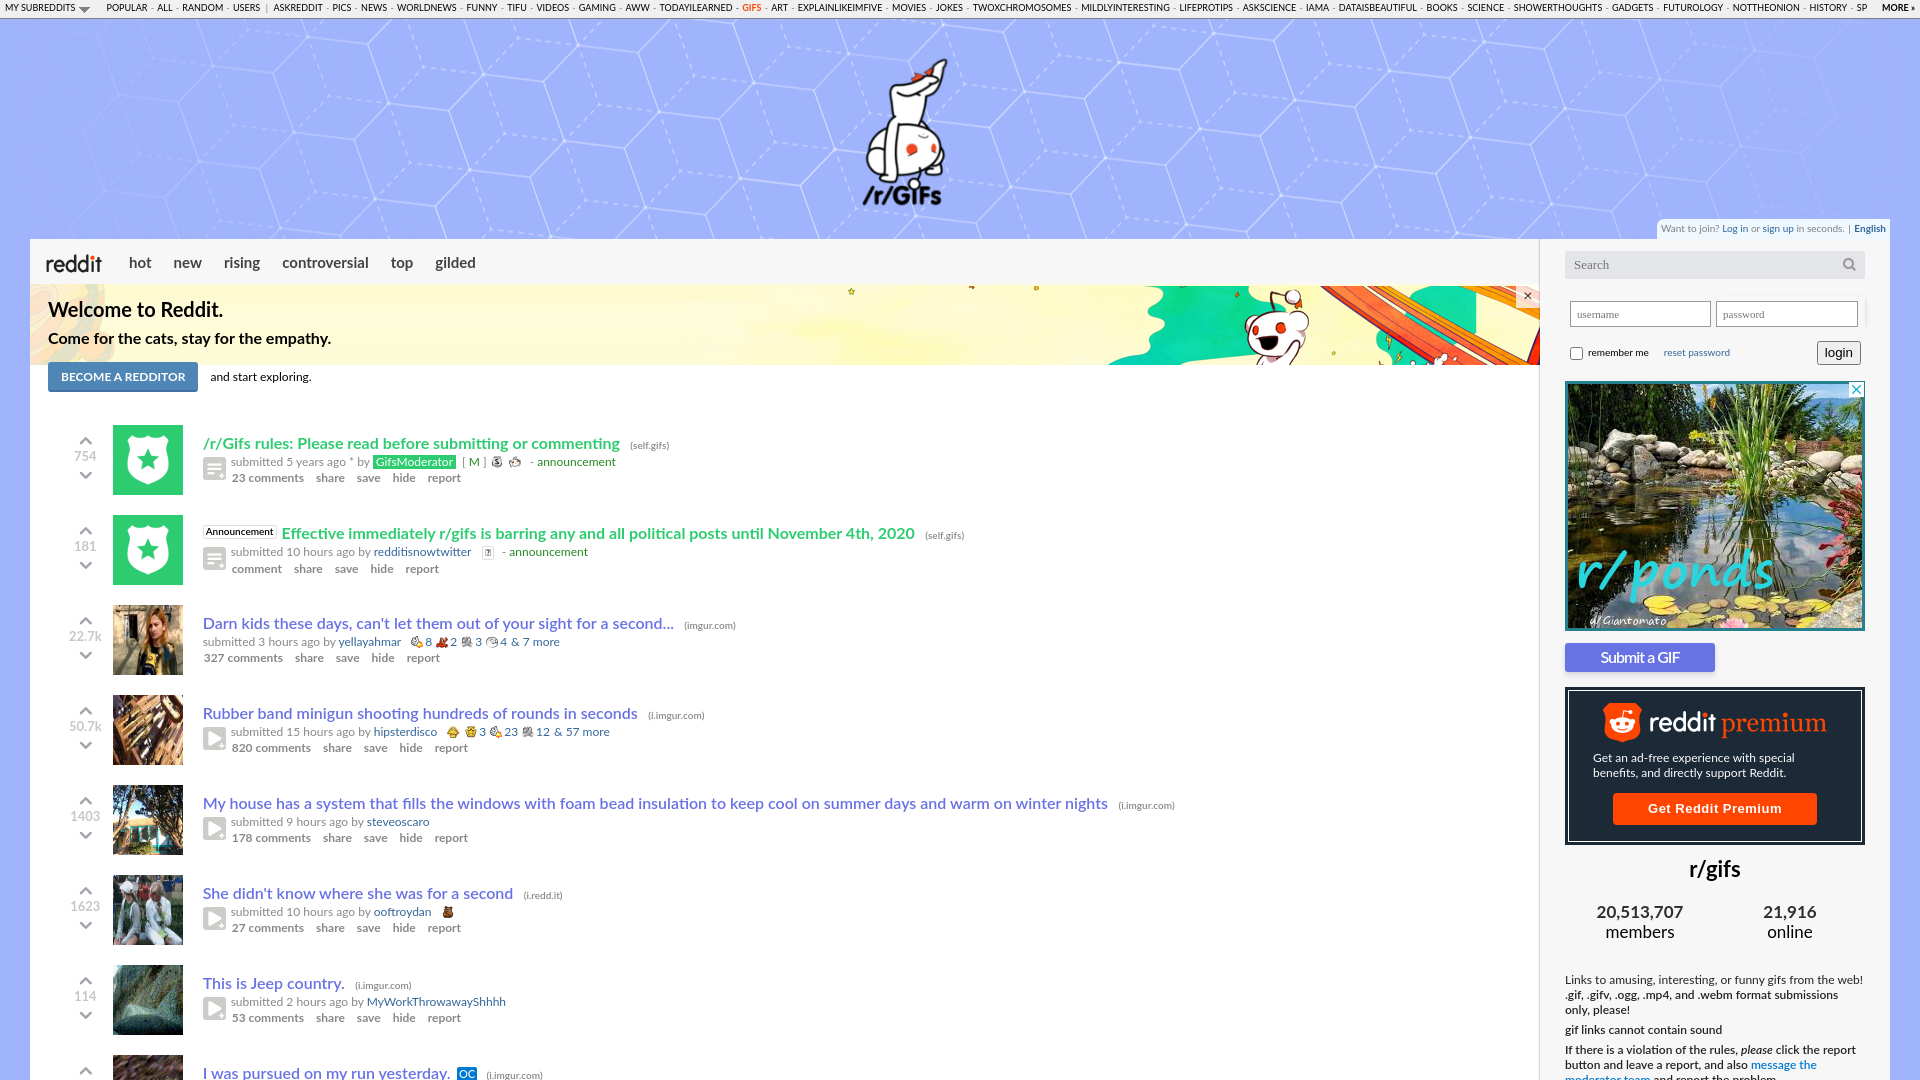 MY SUBREDDITS POPULAR - ALL - RANDOM - USERS | ASKREDDIT - PICS - NEWS - WORLDNEWS - FUNNY - TIFU - VIDEOS - GAMING - AWW - TODAYILEARNED - GIFS - ART - EXPLAINLIKEIMFIVE - MOVIES - JOKES - TWOXCHROMOSOMES - MILDLYINTERESTING - LIFEPROTIPS - ASKSCIENCE - IAMA - DATAISBEAUTIFUL - BOOKS - SCIENCE - SHOWERTHOUGHTS - GADGETS - FUTUROLOGY - NOTTHEONION - HISTORY - SP MORE »
/r/GIFs
Want to join? Log in or sign up in seconds. | English
reddit hot new rising controversial top gilded
Welcome to Reddit.
Come for the cats, stay for the empathy.
BECOME A REDDITOR and start exploring.
×
754
/r/Gifs rules: Please read before submitting or commenting (self.gifs)
submitted 5 years ago * by GifsModerator [ M ] - announcement
23 comments share save hide report
181
Announcement Effective immediately r/gifs is barring any and all political posts until November 4th, 2020 (self.gifs)
submitted 10 hours ago by redditisnowtwitter - announcement
comment share save hide report
22.7k
Darn kids these days, can't let them out of your sight for a second... (imgur.com)
submitted 3 hours ago by yellayahmar 8 2 3 4 & 7 more
327 comments share save hide report
50.7k
Rubber band minigun shooting hundreds of rounds in seconds (i.imgur.com)
submitted 15 hours ago by hipsterdisco 3 23 12 & 57 more
820 comments share save hide report
1403
My house has a system that fills the windows with foam bead insulation to keep cool on summer days and warm on winter nights (i.imgur.com)
submitted 9 hours ago by steveoscaro
178 comments share save hide report
1623
She didn't know where she was for a second (i.redd.it)
submitted 10 hours ago by ooftroydan
27 comments share save hide report
114
This is Jeep country. (i.imgur.com)
submitted 2 hours ago by MyWorkThrowawayShhhh
53 comments share save hide report
I was pursued on my run yesterday. OC (i.imgur.com)
Search
username password
remember me reset password login
r/ponds
u/Giantomato
Submit a GIF
reddit premium
Get an ad-free experience with special
benefits, and directly support Reddit.
Get Reddit Premium
r/gifs
20,513,707 21,916
members online
Links to amusing, interesting, or funny gifs from the web!
.gif, .gifv, .ogg, .mp4, and .webm format submissions
only, please!
gif links cannot contain sound
If there is a violation of the rules, please click the report
button and leave a report, and also message the
moderator team and report the problem